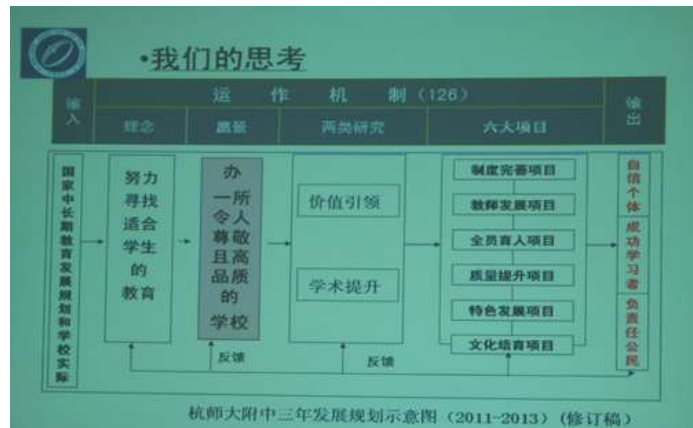 •我们的思考
输入
运作机制（126）
输出
理念
愿景
两类研究
六大项目
国家中长期教育发展规划和学校实际
努力
寻找
适合
学生
的
教育
办
一所
令人
尊敬
且高
品质
的
学校
价值引领
学术提升
制度完善项目
教师发展项目
全员育人项目
质量提升项目
特色发展项目
文化培育项目
自信个体
成功学习者
负责任公民
反馈
反馈
杭师大附中三年发展规划示意图（2011-2013）(修订稿)